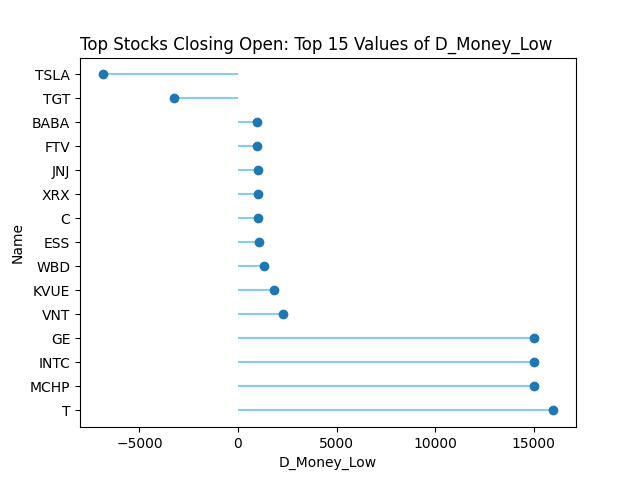 Top Stocks Closing Open: Top 15 Values of D_Money_Low
TSLA
TGT
BABA
FTV
JNJ
XRX
C
ESS
WBD
KVUE
VNT
GE
INTC
MCHP
T
Name
−5000 0 5000 10000 15000
D_Money_Low